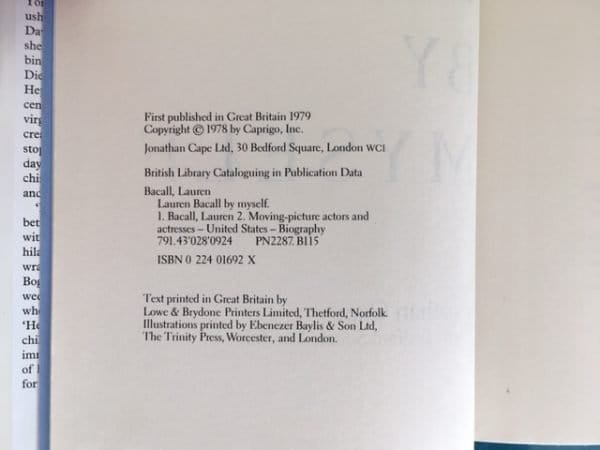 First published in Great Britain 1979
Copyright © 1978 by Caprigo, Inc.
Jonathan Cape Ltd, 30 Bedford Square, London WC1
British Library Cataloguing in Publication Data
Bacall, Lauren
Lauren Bacall by myself.
1. Bacall, Lauren 2. Moving-picture actors and
actresses – United States – Biography
791.43'028'0924 PN2287.B115
ISBN 0 224 01692 X
Text printed in Great Britain by
Lowe & Brydone Printers Limited, Thetford, Norfolk.
Illustrations printed by Ebenezer Baylis & Son Ltd,
The Trinity Press, Worcester, and London.